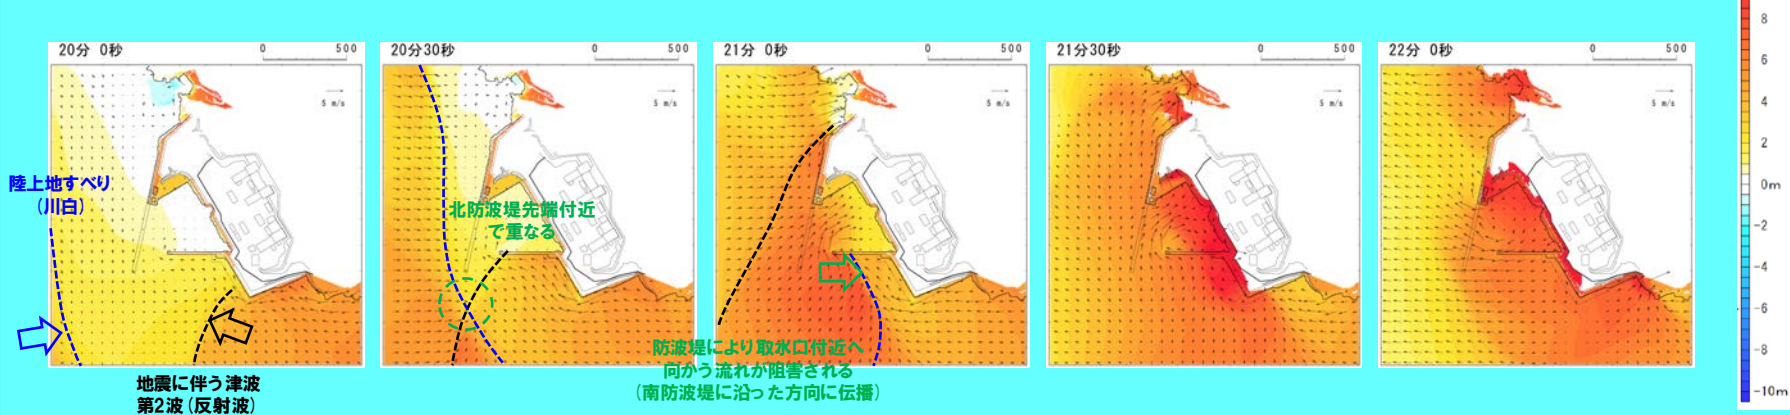 20分 0秒
0 500
5 m/s
20分30秒
0 500
5 m/s
21分 0秒
0 500
5 m/s
21分30秒
0 500
5 m/s
22分 0秒
0 500
5 m/s
陸上地すべり
(川白)
地震に伴う津波
第2波(反射波)
北防波堤先端付近
で重なる
防波堤により取水口付近へ
向かう流れが阻害される
(南防波堤に沿った方向に伝播)
8
6
4
2
0m
-2
-4
-6
-8
-10m